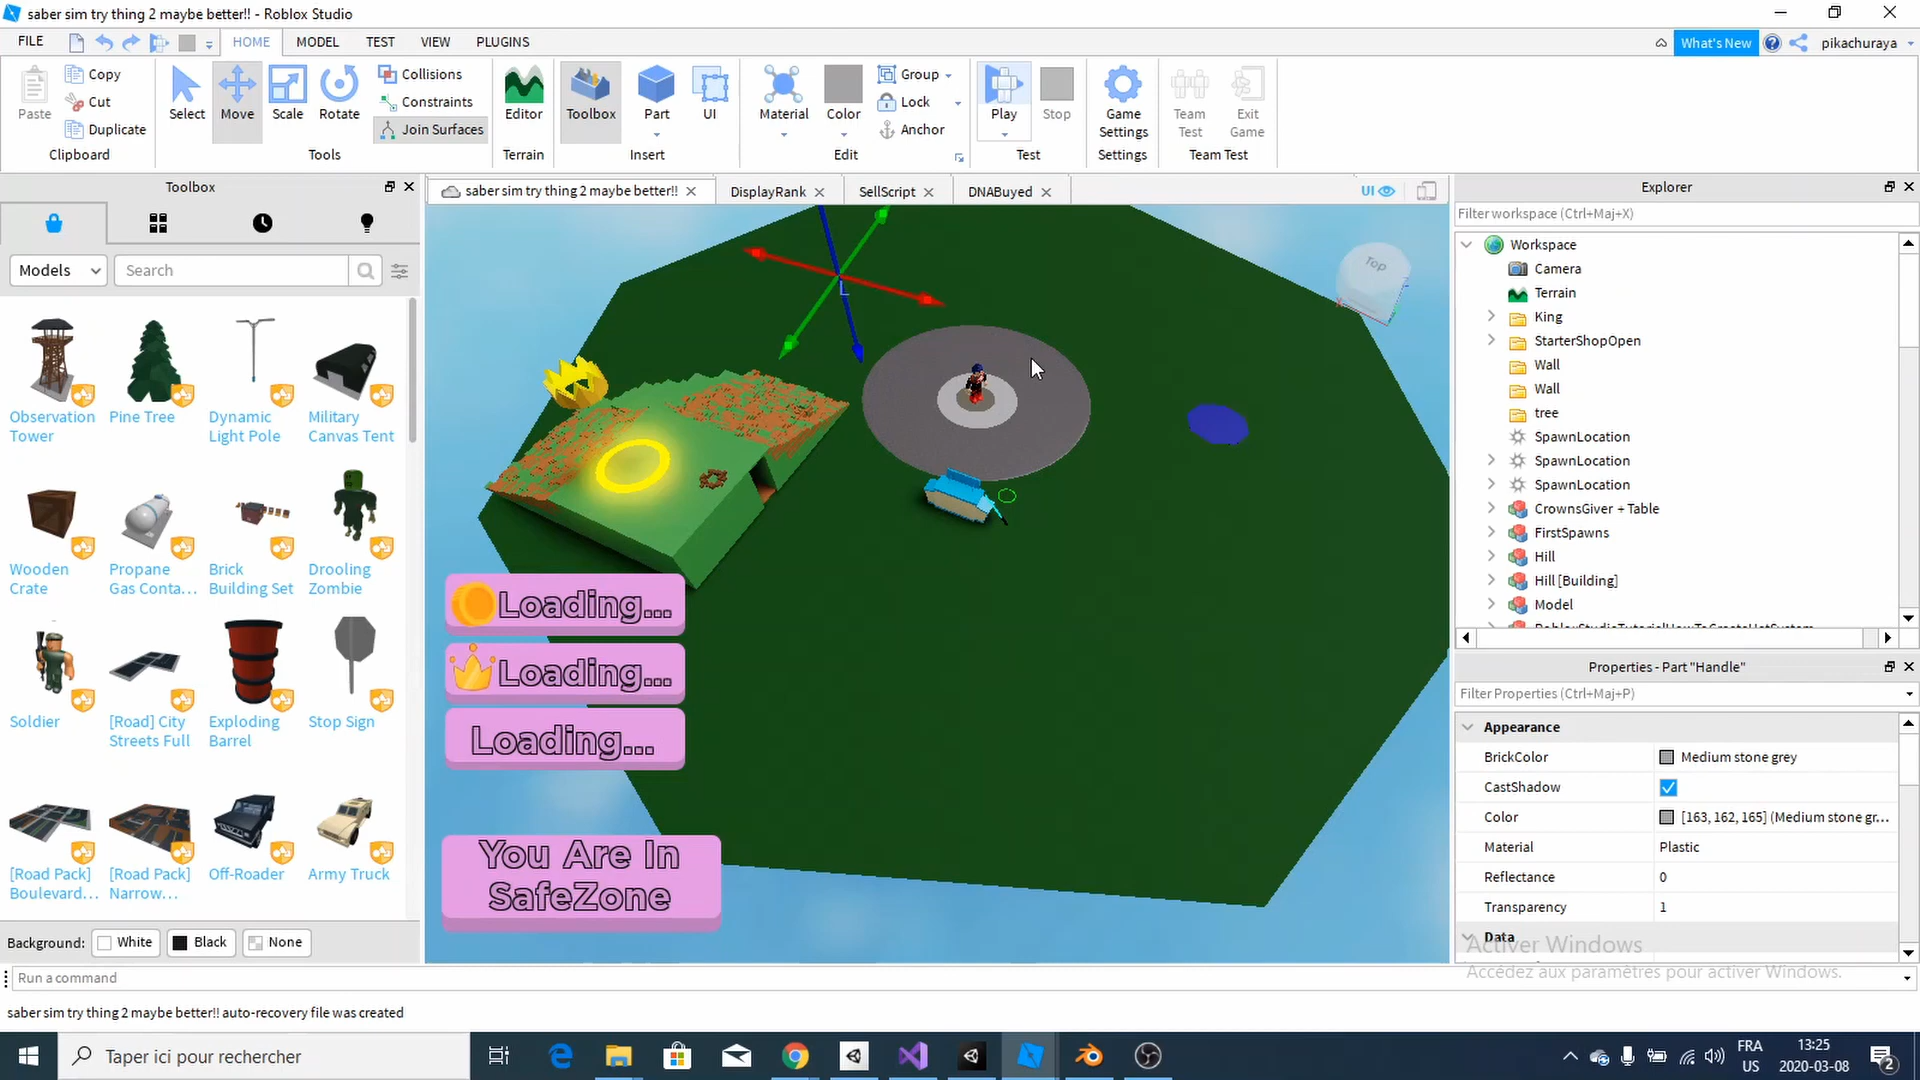 saber sim try thing 2 maybe better!! - Roblox Studio
FILE
HOME
MODEL
TEST
VIEW
PLUGINS
What's New
pikachuraya
Paste
Copy
Cut
Duplicate
Clipboard
Select
Move
Scale
Rotate
Collisions
Constraints
Join Surfaces
Tools
Editor
Terrain
Toolbox
Part
UI
Insert
Material
Color
Group
Lock
Anchor
Edit
Play
Stop
Test
Game
Settings
Settings
Team
Test
Exit
Game
Team Test
Toolbox
saber sim try thing 2 maybe better!!
DisplayRank
SellScript
DNABuyed
UI
Explorer
Models
Search
Observation
Tower
Pine Tree
Dynamic
Light Pole
Military
Canvas Tent
Wooden
Crate
Propane
Gas Conta...
Brick
Building Set
Drooling
Zombie
Soldier
[Road] City
Streets Full
Exploding
Barrel
Stop Sign
[Road Pack]
Boulevard...
[Road Pack]
Narrow...
Off-Roader
Army Truck
Background:
White
Black
None
Top
Loading...
Loading...
Loading...
You Are In
SafeZone
Filter workspace (Ctrl+Maj+X)
Workspace
Camera
Terrain
King
StarterShopOpen
Wall
Wall
tree
SpawnLocation
SpawnLocation
SpawnLocation
CrownsGiver + Table
FirstSpawns
Hill
Hill [Building]
Model
Properties - Part "Handle"
Filter Properties (Ctrl+Maj+P)
Appearance
BrickColor
Medium stone grey
CastShadow
Color
[163, 162, 165] (Medium stone gr...
Material
Plastic
Reflectance
0
Transparency
1
Data
Activer Windows
Accédez aux paramètres pour activer Windows.
Run a command
saber sim try thing 2 maybe better!! auto-recovery file was created
Taper ici pour rechercher
FRA
US
13:25
2020-03-08
2